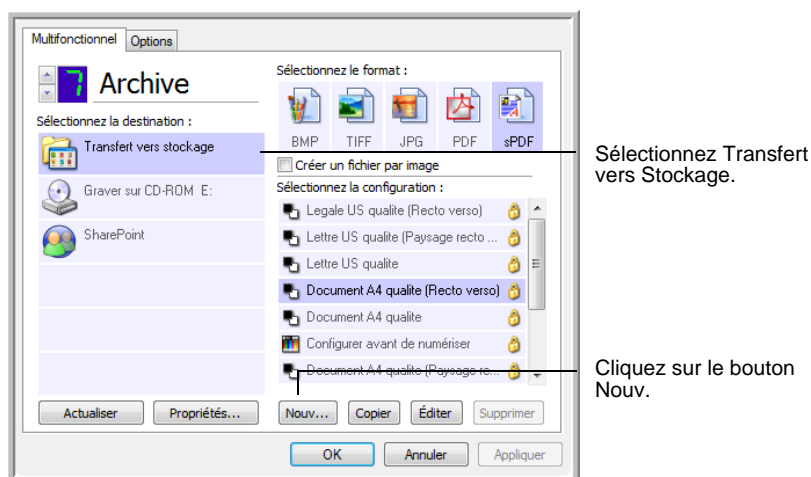 Multifonctionnel Options
7 Archive
Sélectionnez la destination :
Transfert vers stockage
Graver sur CD-ROM E:
SharePoint
Sélectionnez le format :
BMP TIFF JPG PDF sPDF
Créer un fichier par image
Sélectionnez la configuration :
Legale US qualite (Recto verso)
Lettre US qualite (Paysage recto ...
Lettre US qualite
Document A4 qualite (Recto verso)
Document A4 qualite
Configurer avant de numériser
Document A4 qualite (Paysage re...
Actualiser Propriétés... Nouv... Copier Éditer Supprimer
OK Annuler Appliquer
Sélectionnez Transfert
vers Stockage.
Cliquez sur le bouton
Nouv.